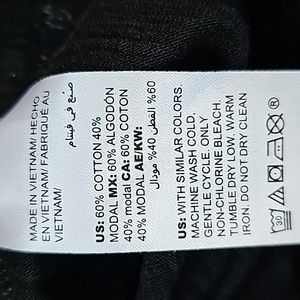 MADE IN VIETNAM/ HECHO
EN VIETNAM/ FABRIQUÉ AU
VIETNAM/
صنع في فيتنام
US: 60% COTTON 40%
MODAL MX: 60% ALGODÓN
40% modal CA: 60% COTON
40% MODAL AE/KW:
60% القطن 40% مودال
US: WITH SIMILAR COLORS.
MACHINE WASH COLD.
GENTLE CYCLE. ONLY
NON-CHLORINE BLEACH.
TUMBLE DRY LOW. WARM
IRON. DO NOT DRY CLEAN
30